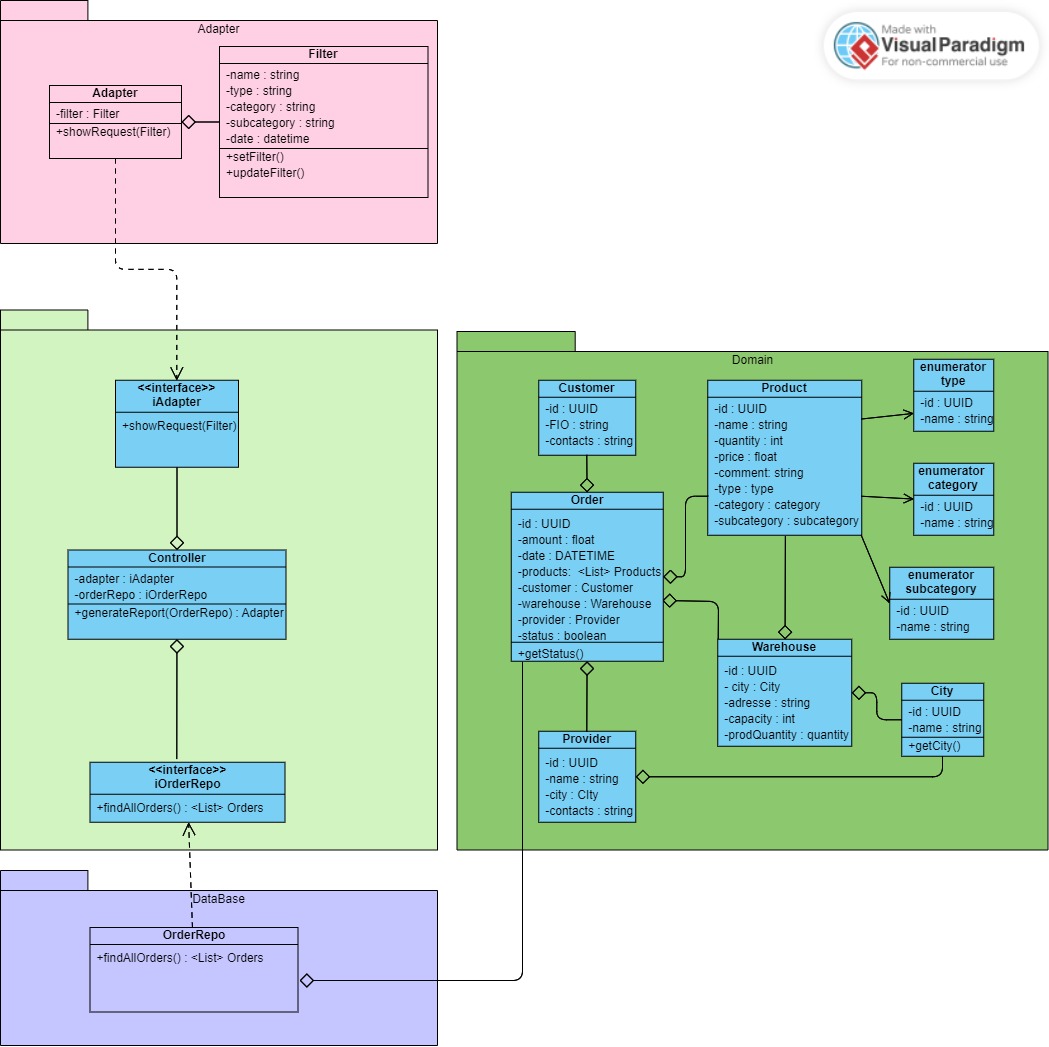 Made with
VisualParadigm
For non-commercial use
Adapter
Adapter
-filter : Filter
+showRequest(Filter)
Filter
-name : string
-type : string
-category : string
-subcategory : string
-date : datetime
+setFilter()
+updateFilter()
<<interface>>
iAdapter
+showRequest(Filter)
Controller
-adapter : iAdapter
-orderRepo : iOrderRepo
+generateReport(OrderRepo) : Adapter
<<interface>>
iOrderRepo
+findAllOrders() : <List> Orders
DataBase
OrderRepo
+findAllOrders() : <List> Orders
Domain
Customer
-id : UUID
-FIO : string
-contacts : string
Order
-id : UUID
-amount : float
-date : DATETIME
-products: <List> Products
-customer : Customer
-warehouse : Warehouse
-provider : Provider
-status : boolean
+getStatus()
Provider
-id : UUID
-name : string
-city : CIty
-contacts : string
Product
-id : UUID
-name : string
-quantity : int
-price : float
-comment: string
-type : type
-category : category
-subcategory : subcategory
enumerator
type
-id : UUID
-name : string
enumerator
category
-id : UUID
-name : string
enumerator
subcategory
-id : UUID
-name : string
Warehouse
-id : UUID
- city : City
-adresse : string
-capacity : int
-prodQuantity : quantity
City
-id : UUID
-name : string
+getCity()